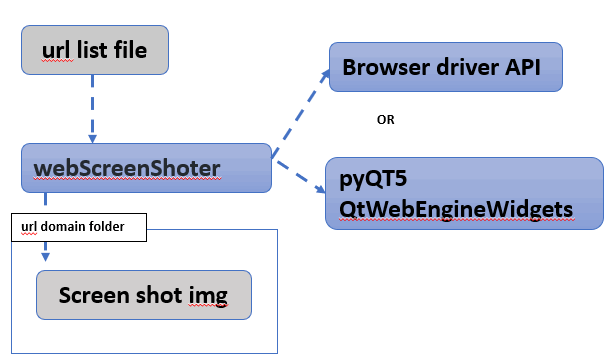 url list file
Browser driver API
OR
webScreenShoter
pyQT5
QtWebEngineWidgets
url domain folder
Screen shot img